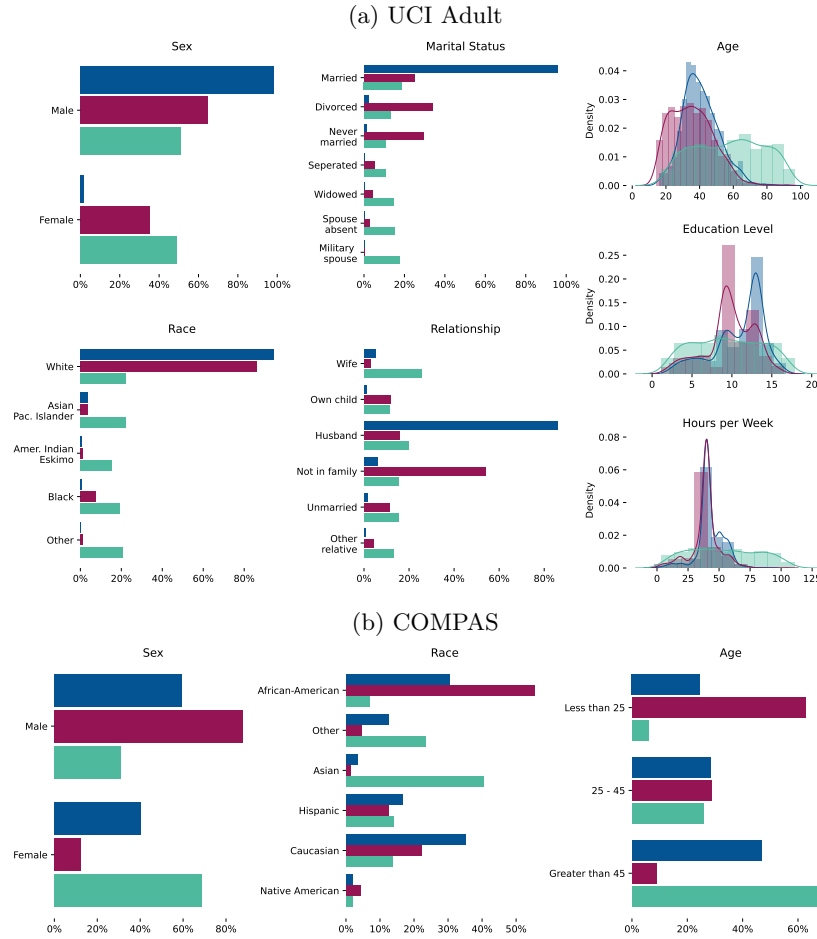 (a) UCI Adult
Sex
Male
Female
0% 20% 40% 60% 80% 100%
Marital Status
Married
Divorced
Never
married
Seperated
Widowed
Spouse
absent
Military
spouse
0% 20% 40% 60% 80% 100%
Age
Density
0.04
0.03
0.02
0.01
0.00
0 20 40 60 80 100
Education Level
Density
0.25
0.20
0.15
0.10
0.05
0.00
0 5 10 15 20
Race
White
Asian
Pac. Islander
Amer. Indian
Eskimo
Black
Other
0% 20% 40% 60% 80%
Relationship
Wife
Own child
Husband
Not in family
Unmarried
Other
relative
0% 20% 40% 60% 80%
Hours per Week
Density
0.08
0.06
0.04
0.02
0.00
0 25 50 75 100 125
(b) COMPAS
Sex
Male
Female
0% 20% 40% 60% 80%
Race
African-American
Other
Asian
Hispanic
Caucasian
Native American
0% 10% 20% 30% 40% 50%
Age
Less than 25
25 - 45
Greater than 45
0% 20% 40% 60%